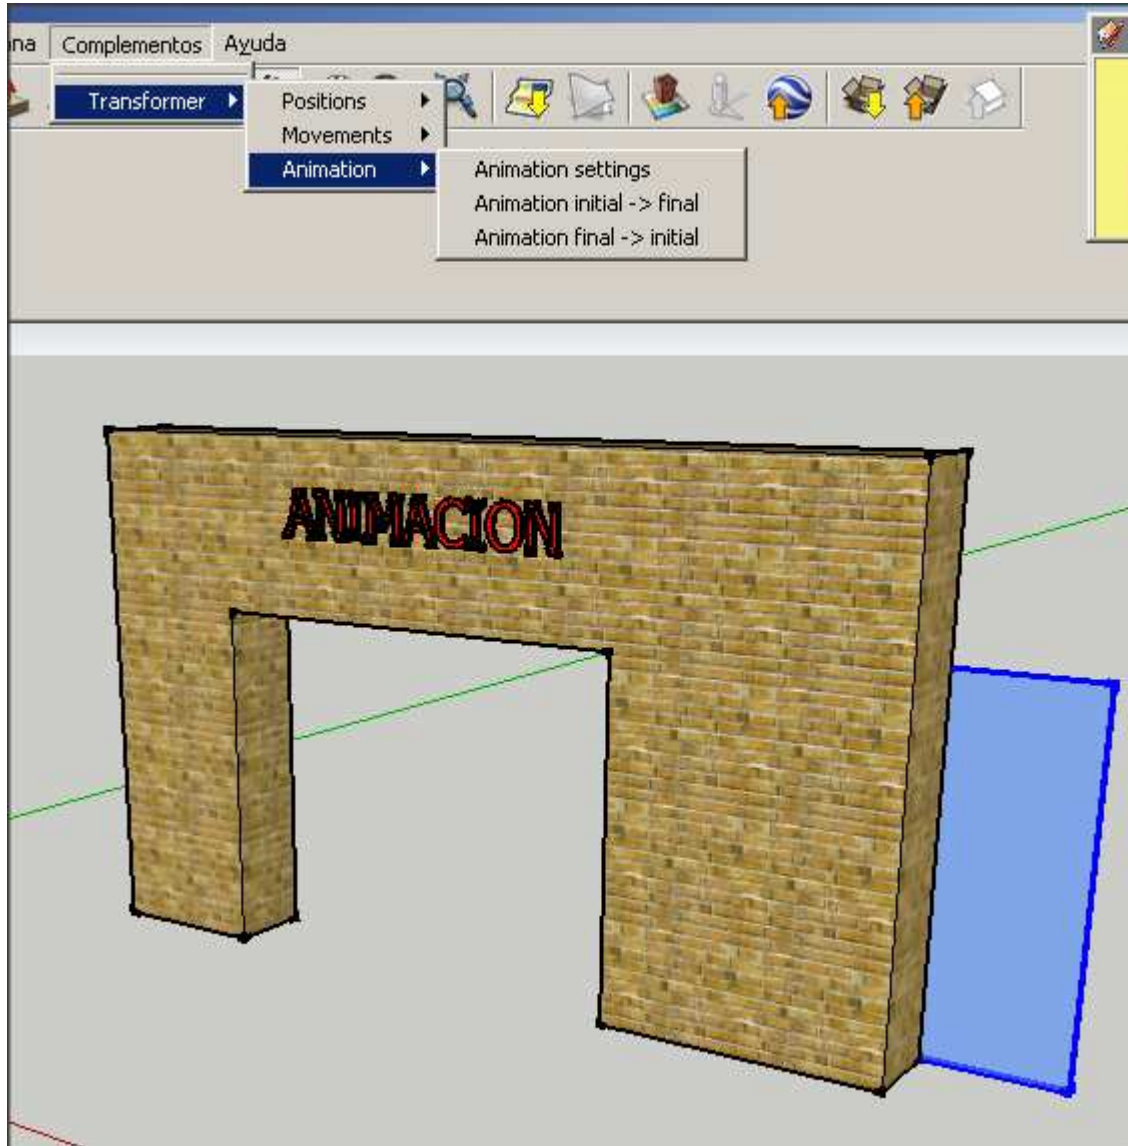 na Complementos Ayuda
Transformer
Positions
Movements
Animation
Animation settings
Animation initial -> final
Animation final -> initial
ANIMACION